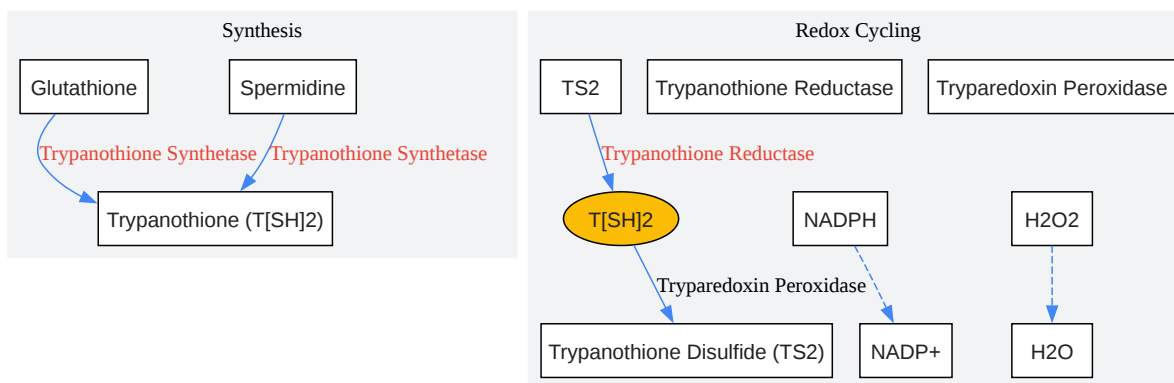 Synthesis
Glutathione
Spermidine
Trypanothione Synthetase
Trypanothione Synthetase
Trypanothione (T[SH]2)
Redox Cycling
TS2
Trypanothione Reductase
Tryparedoxin Peroxidase
Trypanothione Reductase
T[SH]2
NADPH
H2O2
Tryparedoxin Peroxidase
Trypanothione Disulfide (TS2)
NADP+
H2O